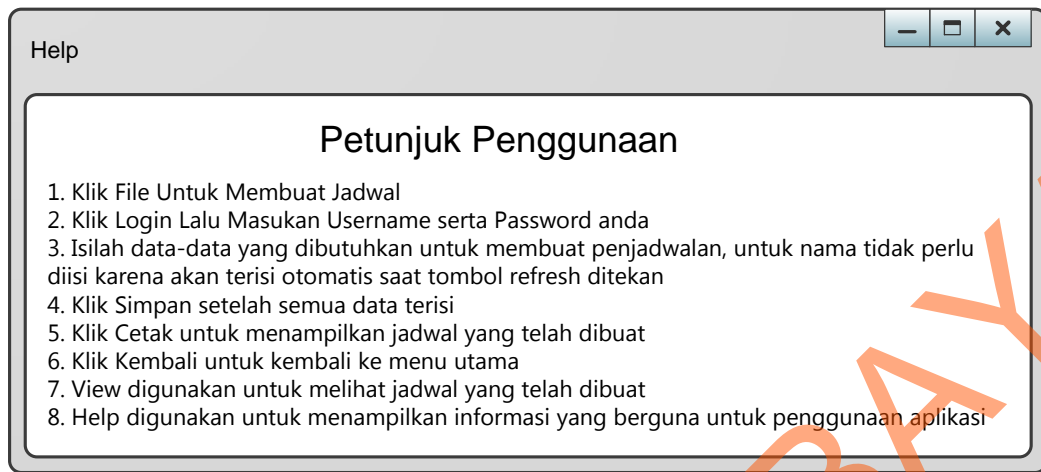 Help
Petunjuk Penggunaan
1. Klik File Untuk Membuat Jadwal
2. Klik Login Lalu Masukan Username serta Password anda
3. Isilah data-data yang dibutuhkan untuk membuat penjadwalan, untuk nama tidak perlu
diisi karena akan terisi otomatis saat tombol refresh ditekan
4. Klik Simpan setelah semua data terisi
5. Klik Cetak untuk menampilkan jadwal yang telah dibuat
6. Klik Kembali untuk kembali ke menu utama
7. View digunakan untuk melihat jadwal yang telah dibuat
8. Help digunakan untuk menampilkan informasi yang berguna untuk penggunaan aplikasi